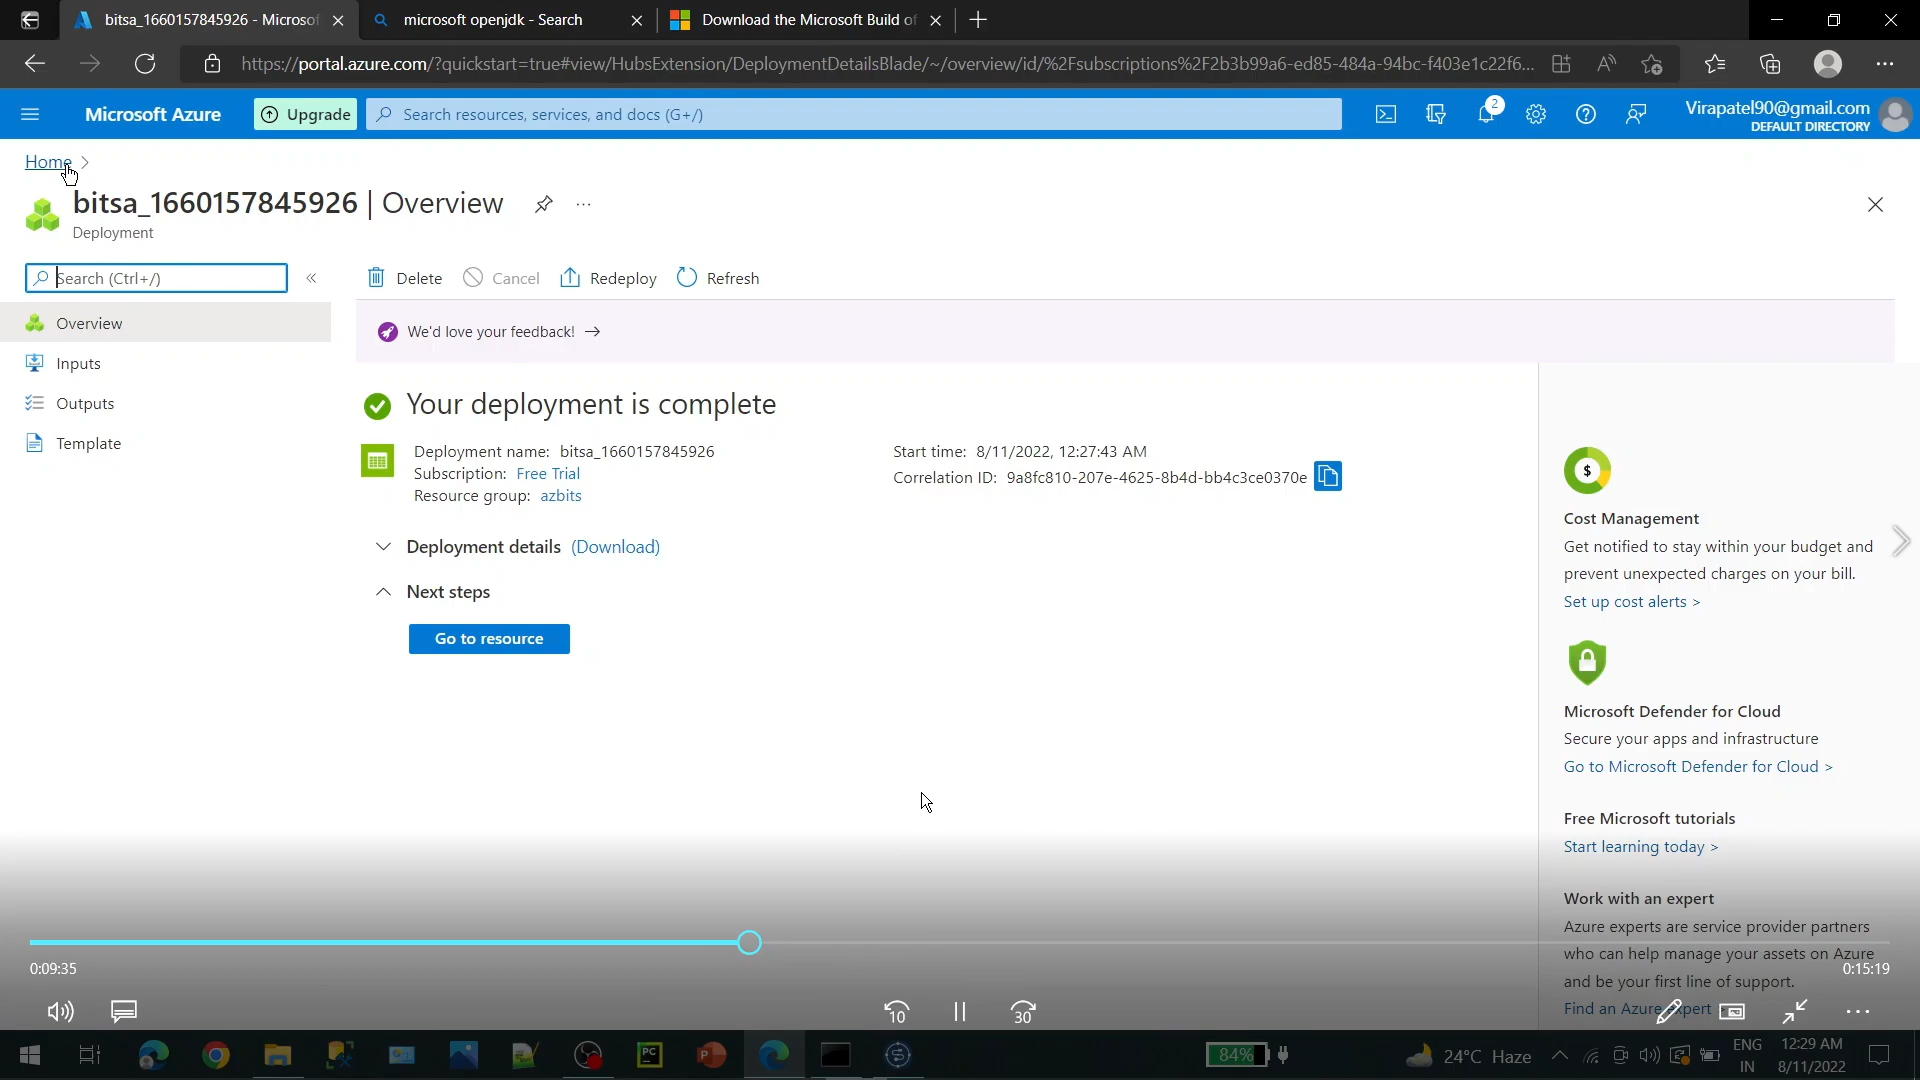 bitsa_1660157845926 - Microsof
microsoft openjdk - Search
Download the Microsoft Build of
https://portal.azure.com/?quickstart=true#view/HubsExtension/DeploymentDetailsBlade/~/overview/id/%2Fsubscriptions%2F2b3b99a6-ed85-484a-94bc-f403e1c22f6...
Microsoft Azure
Upgrade
Search resources, services, and docs (G+/)
2
Virapatel90@gmail.com
DEFAULT DIRECTORY
Home
bitsa_1660157845926 | Overview
Deployment
Search (Ctrl+/)
Delete
Cancel
Redeploy
Refresh
Overview
Inputs
Outputs
Template
We'd love your feedback!
Your deployment is complete
Deployment name: bitsa_1660157845926
Subscription: Free Trial
Resource group: azbits
Start time: 8/11/2022, 12:27:43 AM
Correlation ID: 9a8fc810-207e-4625-8b4d-bb4c3ce0370e
Deployment details (Download)
Next steps
Go to resource
$
Cost Management
Get notified to stay within your budget and
prevent unexpected charges on your bill.
Set up cost alerts >
Microsoft Defender for Cloud
Secure your apps and infrastructure
Go to Microsoft Defender for Cloud >
Free Microsoft tutorials
Start learning today >
Work with an expert
Azure experts are service provider partners
who can help manage your assets on Azure
and be your first line of support.
Find an Azure expert >
0:09:35
0:15:19
10
30
PC
84%
24°C Haze
ENG
IN
12:29 AM
8/11/2022